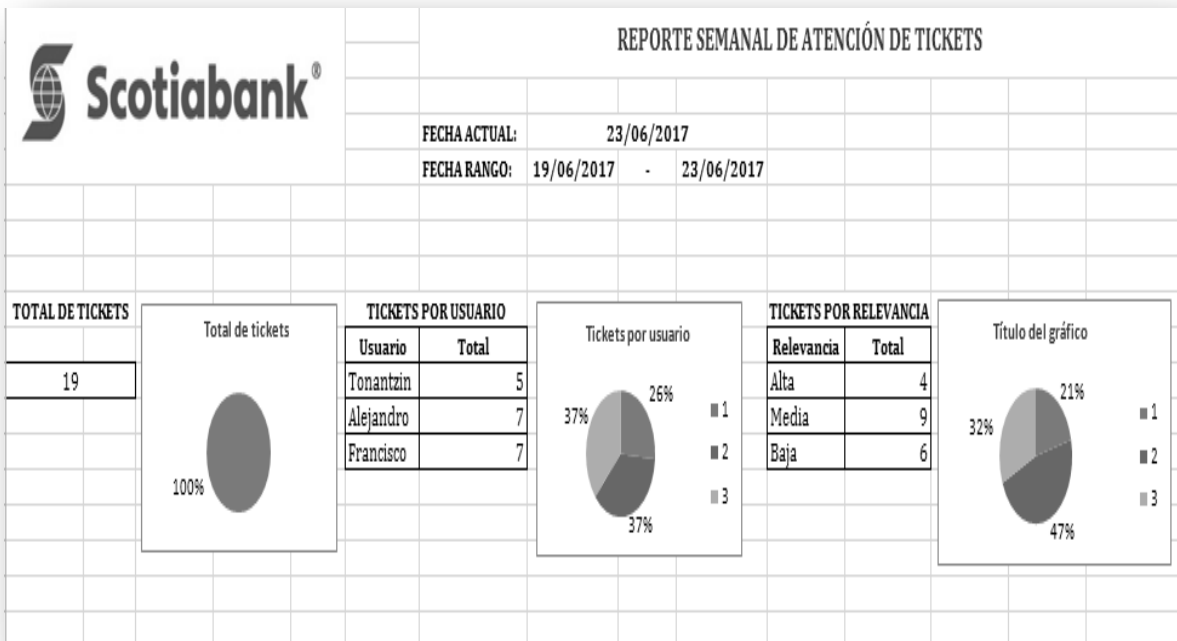 Scotiabank®
REPORTE SEMANAL DE ATENCIÓN DE TICKETS
FECHA ACTUAL: 23/06/2017
FECHA RANGO: 19/06/2017 - 23/06/2017
TOTAL DE TICKETS
19
Total de tickets
100%
TICKETS POR USUARIO
Usuario Total
Tonantzin 5
Alejandro 7
Francisco 7
Tickets por usuario
26%
37%
37%
1
2
3
TICKETS POR RELEVANCIA
Relevancia Total
Alta 4
Media 9
Baja 6
Título del gráfico
21%
32%
47%
1
2
3